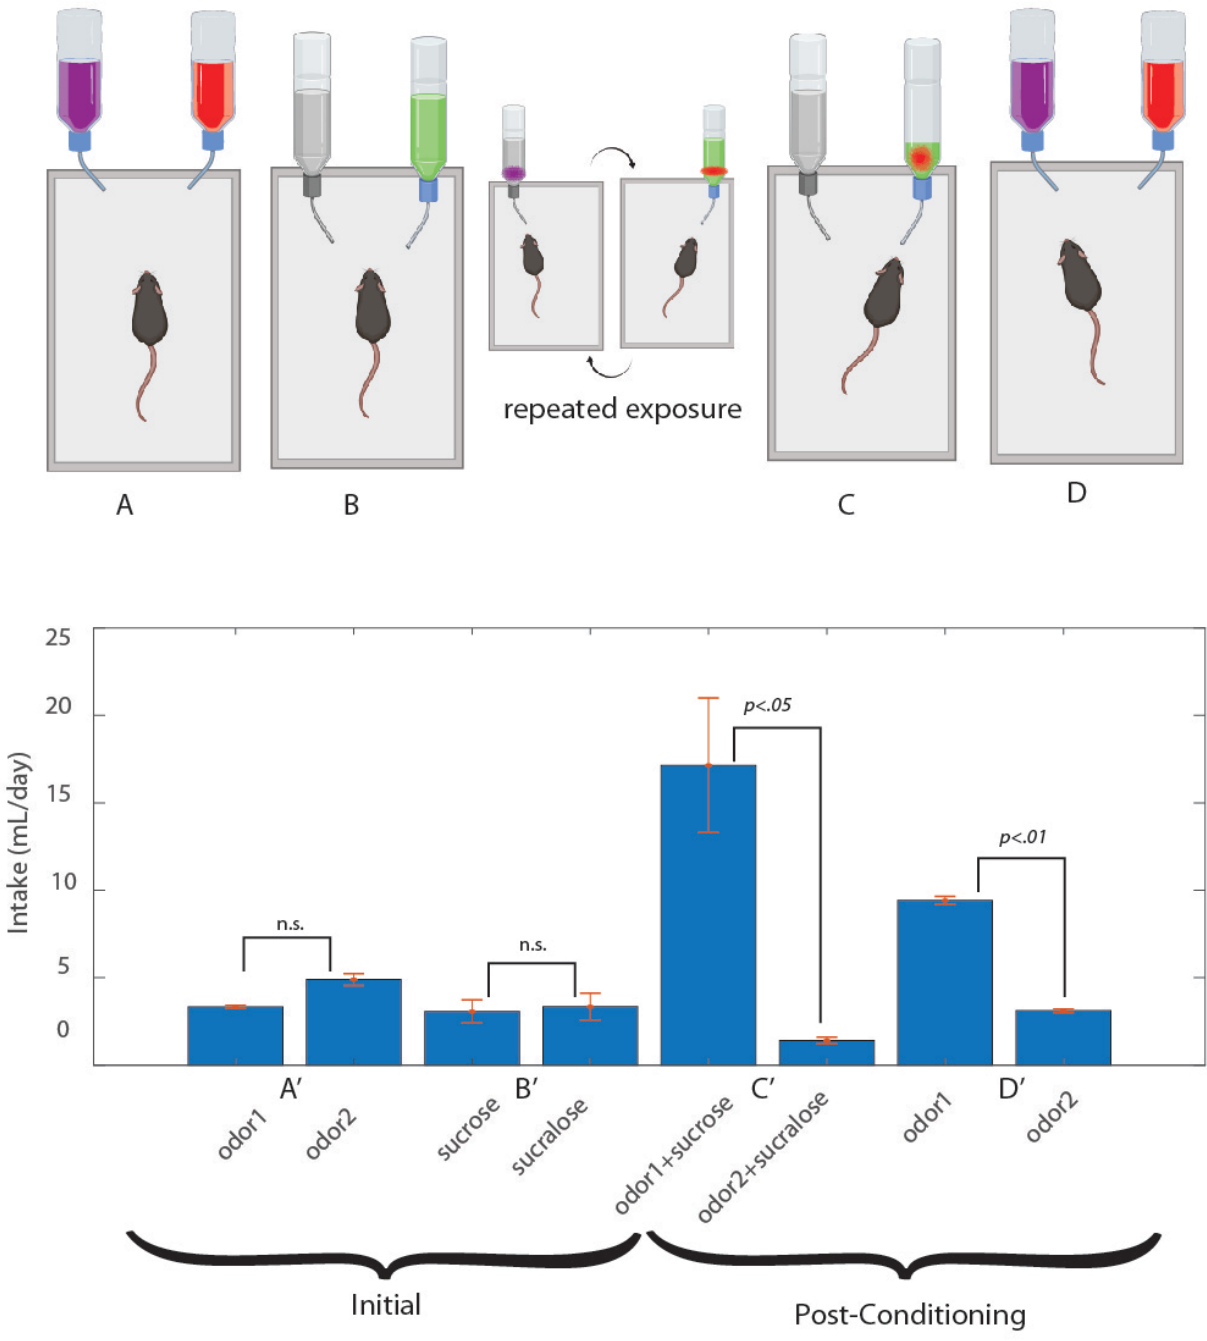 repeated exposure
A
B
C
D
25
20
15
10
5
0
Intake (mL/day)
n.s.
n.s.
p<.05
p<.01
A’
B’
C’
D’
odor1
odor2
sucrose
sucralose
odor1+sucrose
odor2+sucralose
odor1
odor2
Initial
Post-Conditioning